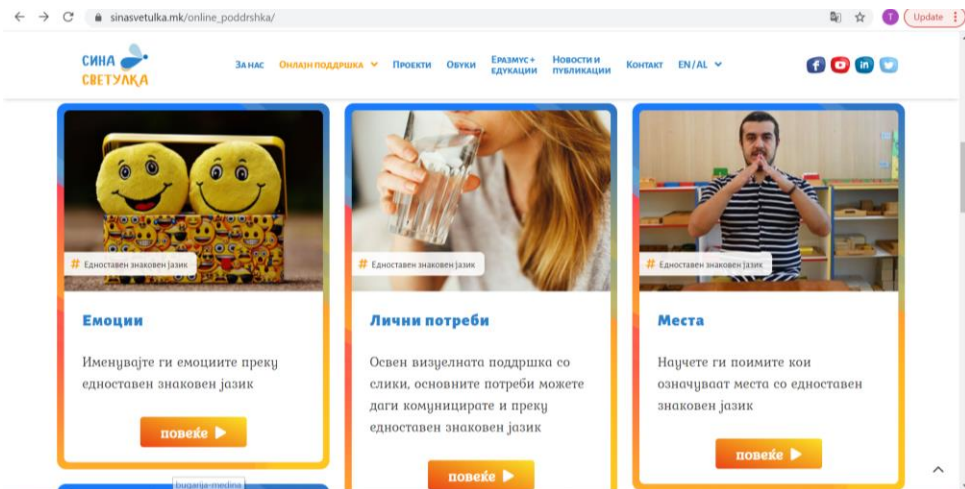 sinasvetulka.mk/online_poddrshka/
T
Update
СИНА
СВЕТУЛКА
За нас
Онлајн поддршка
Проекти
Обуки
Еразмус+
едукации
Новости и
публикации
Контакт
EN/AL
# Едноставен знаковен јазик
Емоции
Именувајте ги емоциите преку
едноставен знаковен јазик
повеќе
# Едноставен знаковен јазик
Лични потреби
Освен визуелната поддршка со
слики, основните потреби можете
даги комуницирате и преку
едноставен знаковен јазик
повеќе
# Едноставен знаковен јазик
Места
Научете ги поимите кои
означуваат места со едноставен
знаковен јазик
повеќе
bugarija-medina